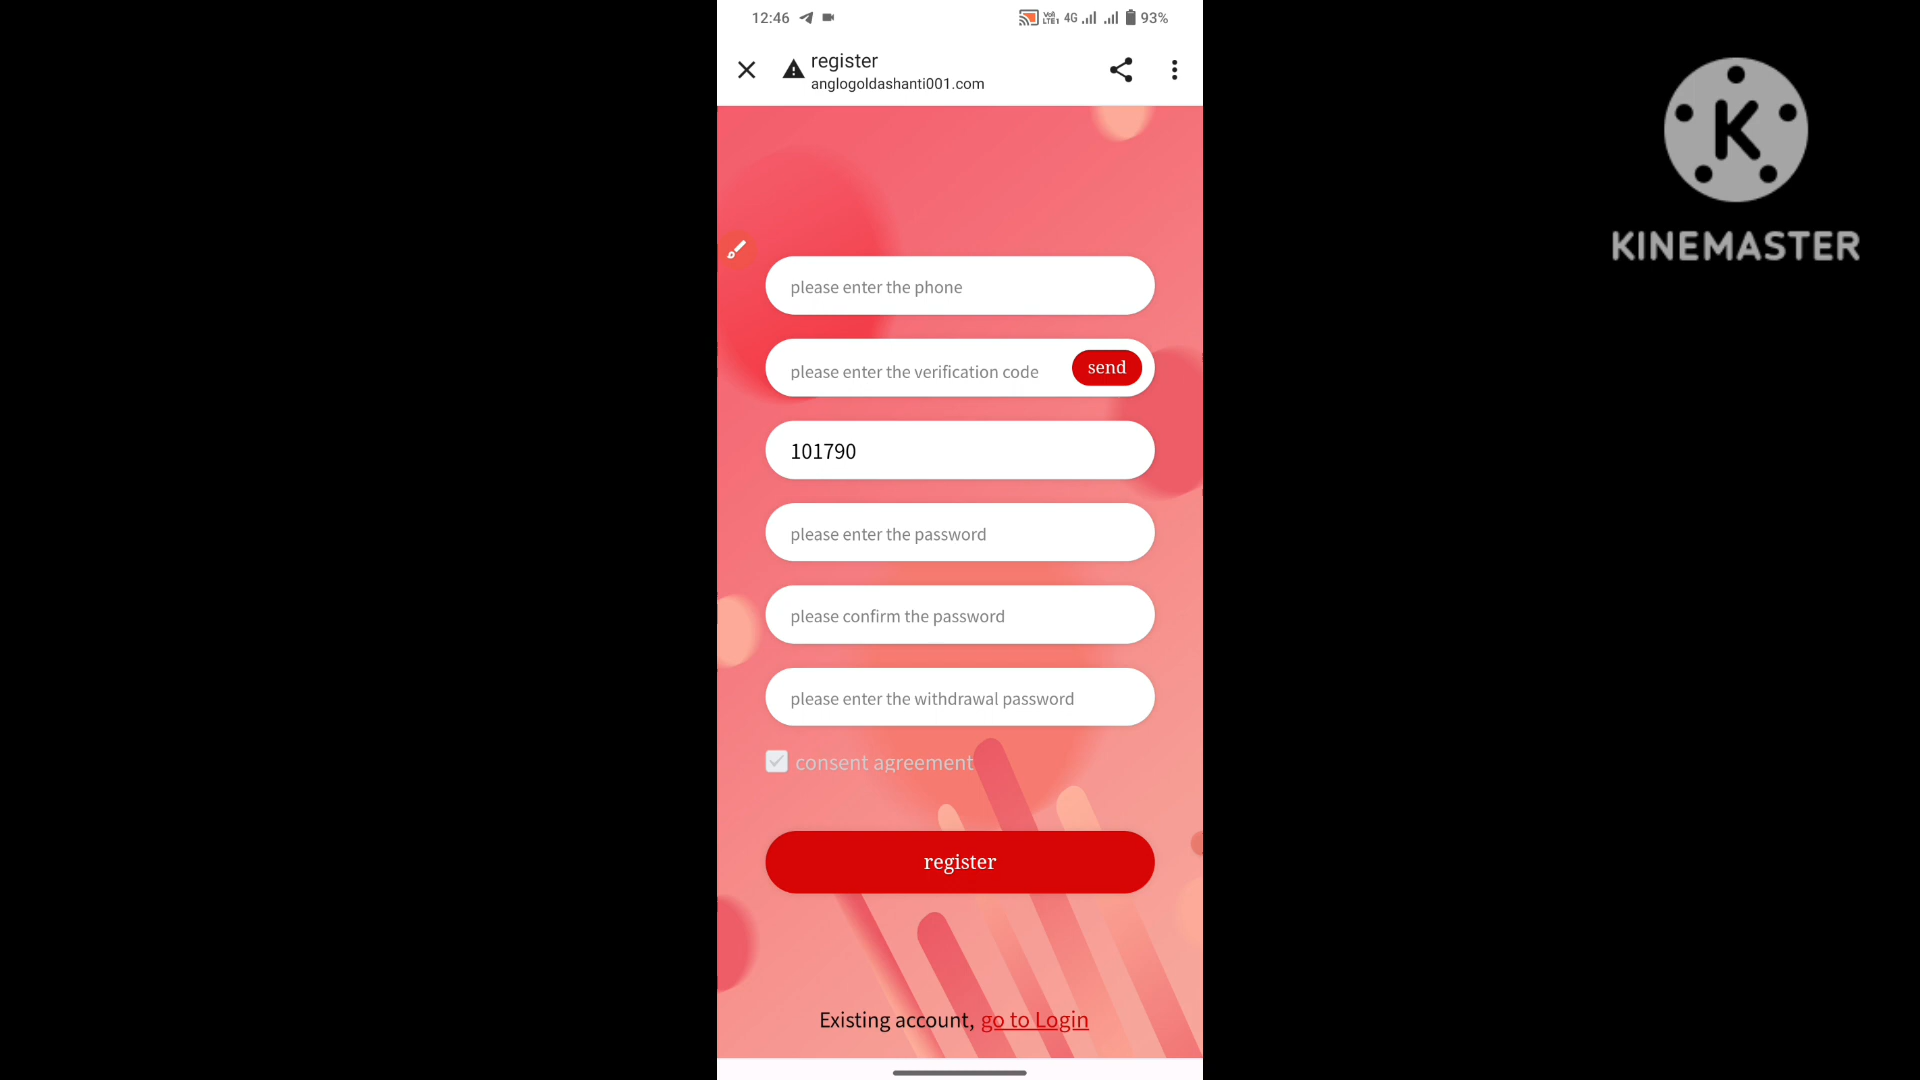 12:46
4G 93%
register
anglogoldashanti001.com
K
KINEMASTER
please enter the phone
please enter the verification code send
101790
please enter the password
please confirm the password
please enter the withdrawal password
consent agreement
register
Existing account, go to Login